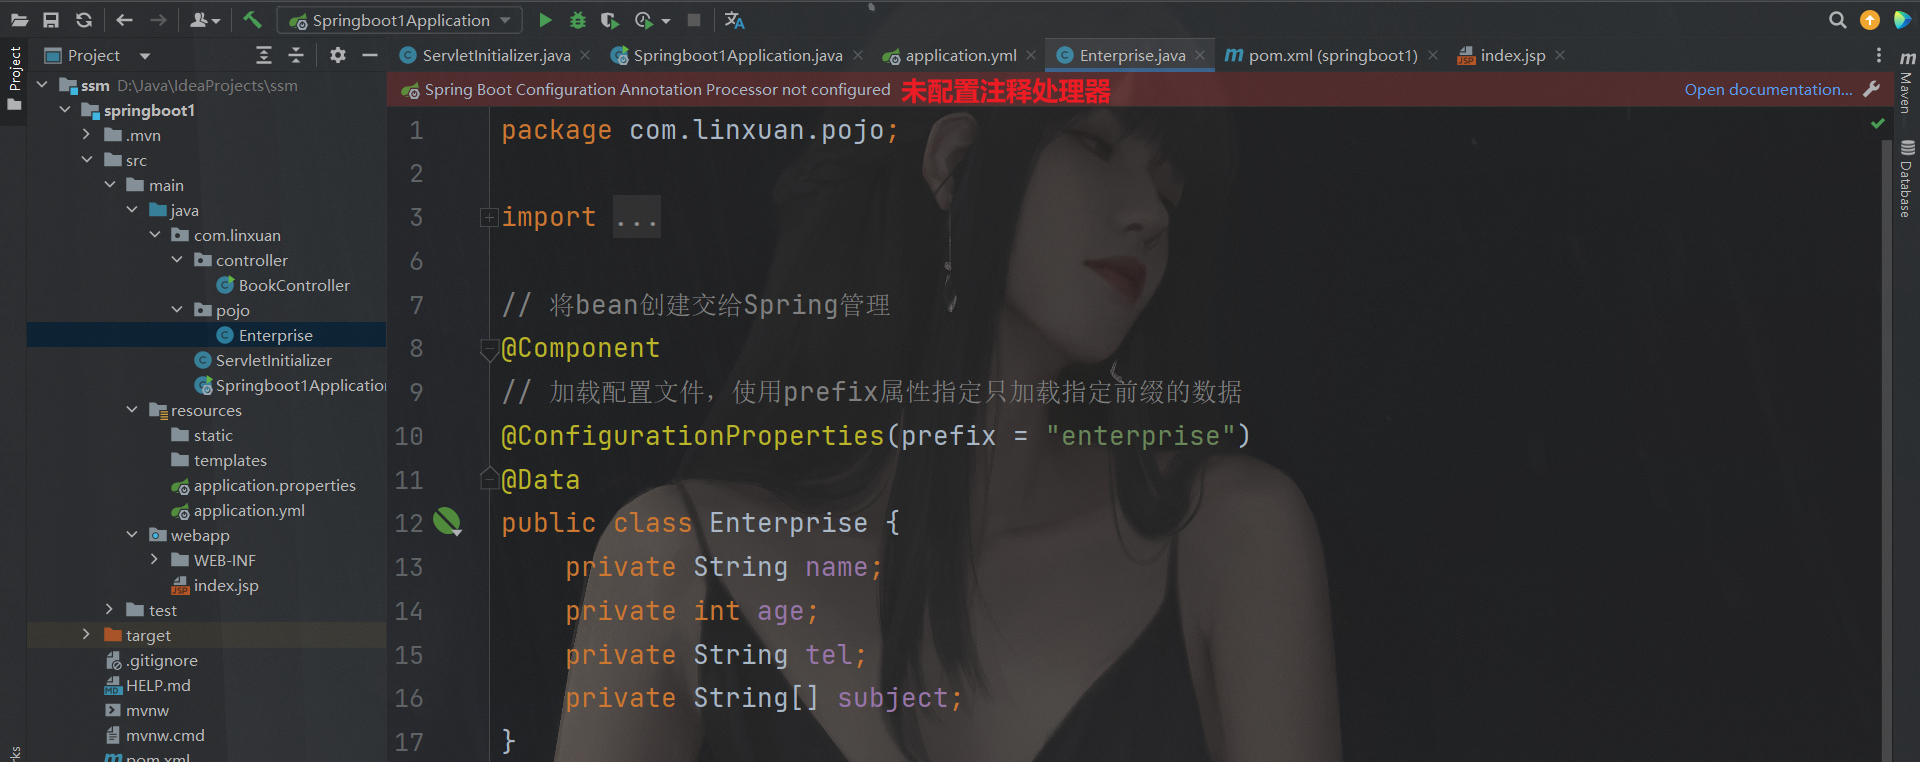 Springboot1Application
Project
ServletInitializer.java
Springboot1Application.java
application.yml
Enterprise.java
pom.xml (springboot1)
index.jsp
Spring Boot Configuration Annotation Processor not configured 未配置注释处理器
Open documentation...
Project
Maven
Database
ssm D:\Java\IdeaProjects\ssm
springboot1
.mvn
src
main
java
com.linxuan
controller
BookController
pojo
Enterprise
ServletInitializer
Springboot1Application
resources
static
templates
application.properties
application.yml
webapp
WEB-INF
index.jsp
test
target
.gitignore
HELP.md
mvnw
mvnw.cmd
pom.xml
1 package com.linxuan.pojo;
2
3 import ...
6
7 // 将bean创建交给Spring管理
8 @Component
9 // 加载配置文件，使用prefix属性指定只加载指定前缀的数据
10 @ConfigurationProperties(prefix = "enterprise")
11 @Data
12 public class Enterprise {
13 private String name;
14 private int age;
15 private String tel;
16 private String[] subject;
17 }